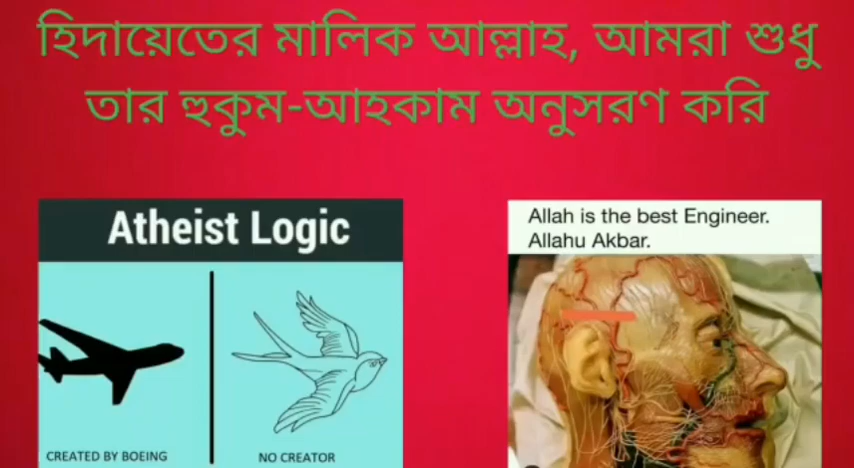 হিদায়েতের মালিক আল্লাহ, আমরা শুধু
তার হুকুম-আহকাম অনুসরণ করি
Atheist Logic
CREATED BY BOEING
NO CREATOR
Allah is the best Engineer.
Allahu Akbar.